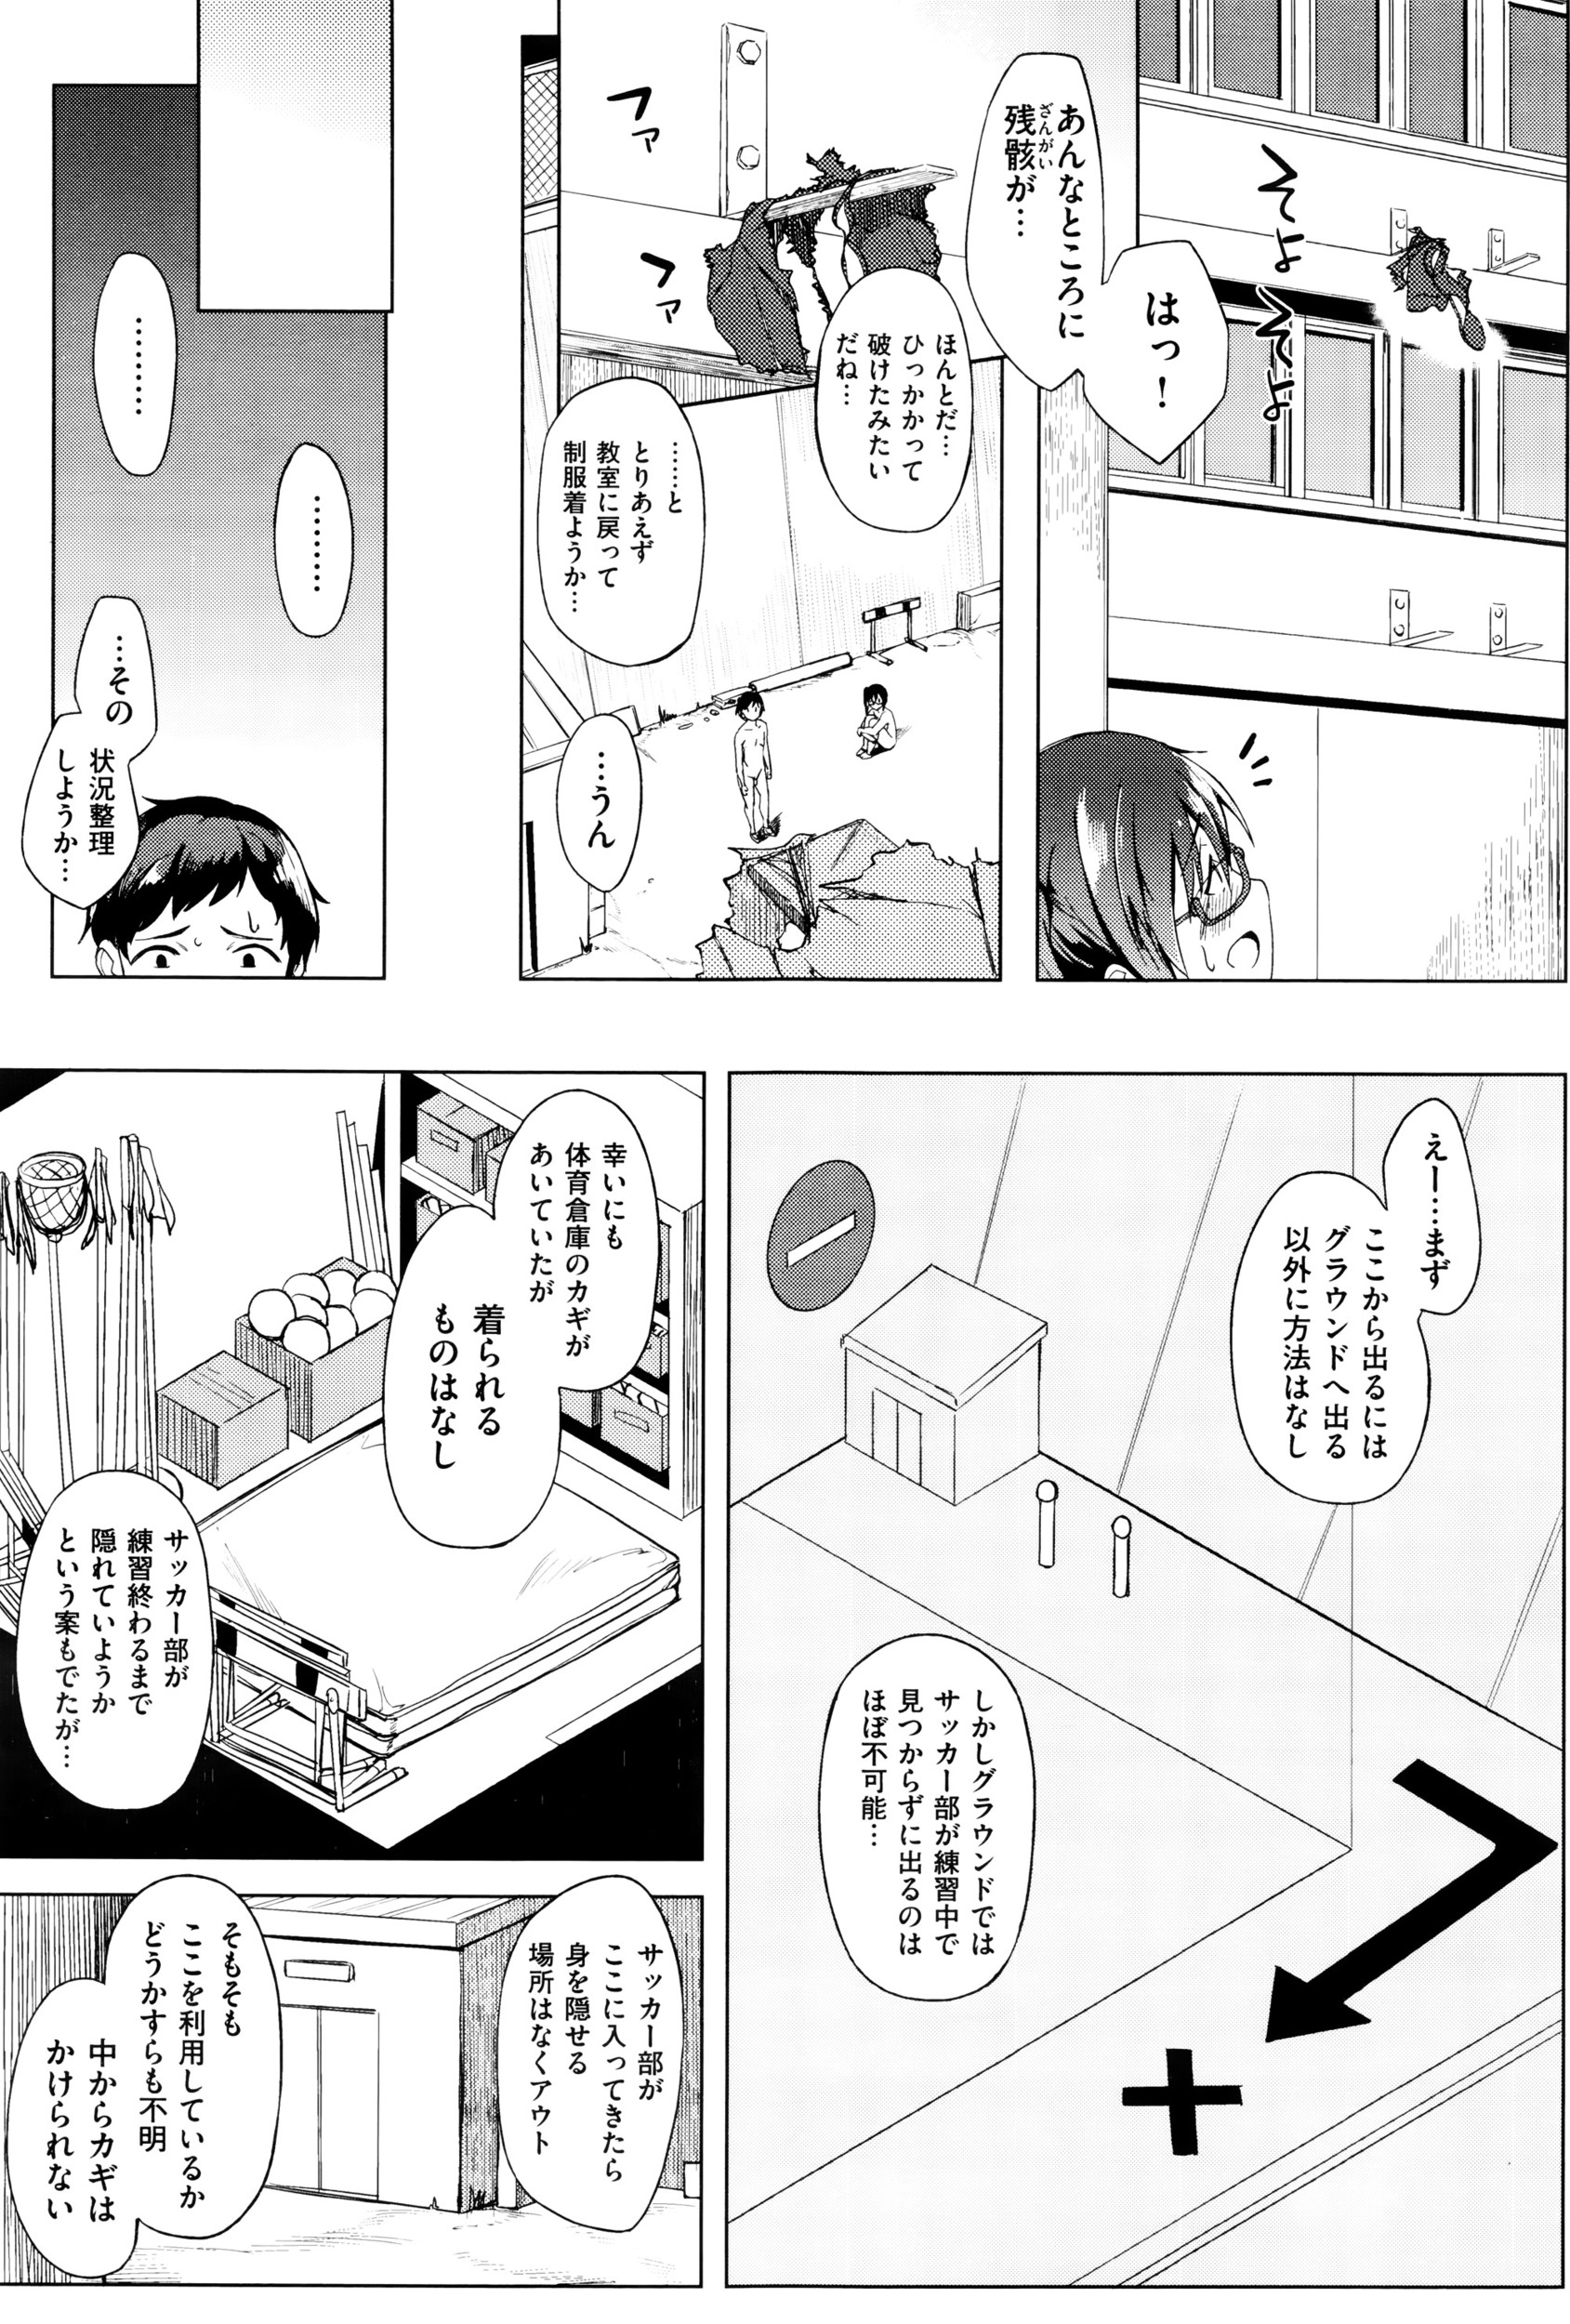 そよ
そよ
はっ！
あんなところに
残骸が…
ざんがい
ファ
ファ
ほんとだ…
ひっかかって
破けたみたい
だね…
……と
とりあえず
教室に戻って
制服着ようか…
…うん
………
………
…その
状況整理
しようか…
えー…まず
ここから出るには
グラウンドへ出る
以外に方法はなし
しかしグラウンドでは
サッカー部が練習中で
見つからずに出るのは
ほぼ不可能…
幸いにも
体育倉庫のカギが
あいていたが
着られる
ものはなし
サッカー部が
練習終わるまで
隠れていようか
という案もでたが…
サッカー部が
ここに入ってきたら
身を隠せる
場所はなくアウト
そもそも
ここを利用しているか
どうかすらも不明
中からカギは
かけられない